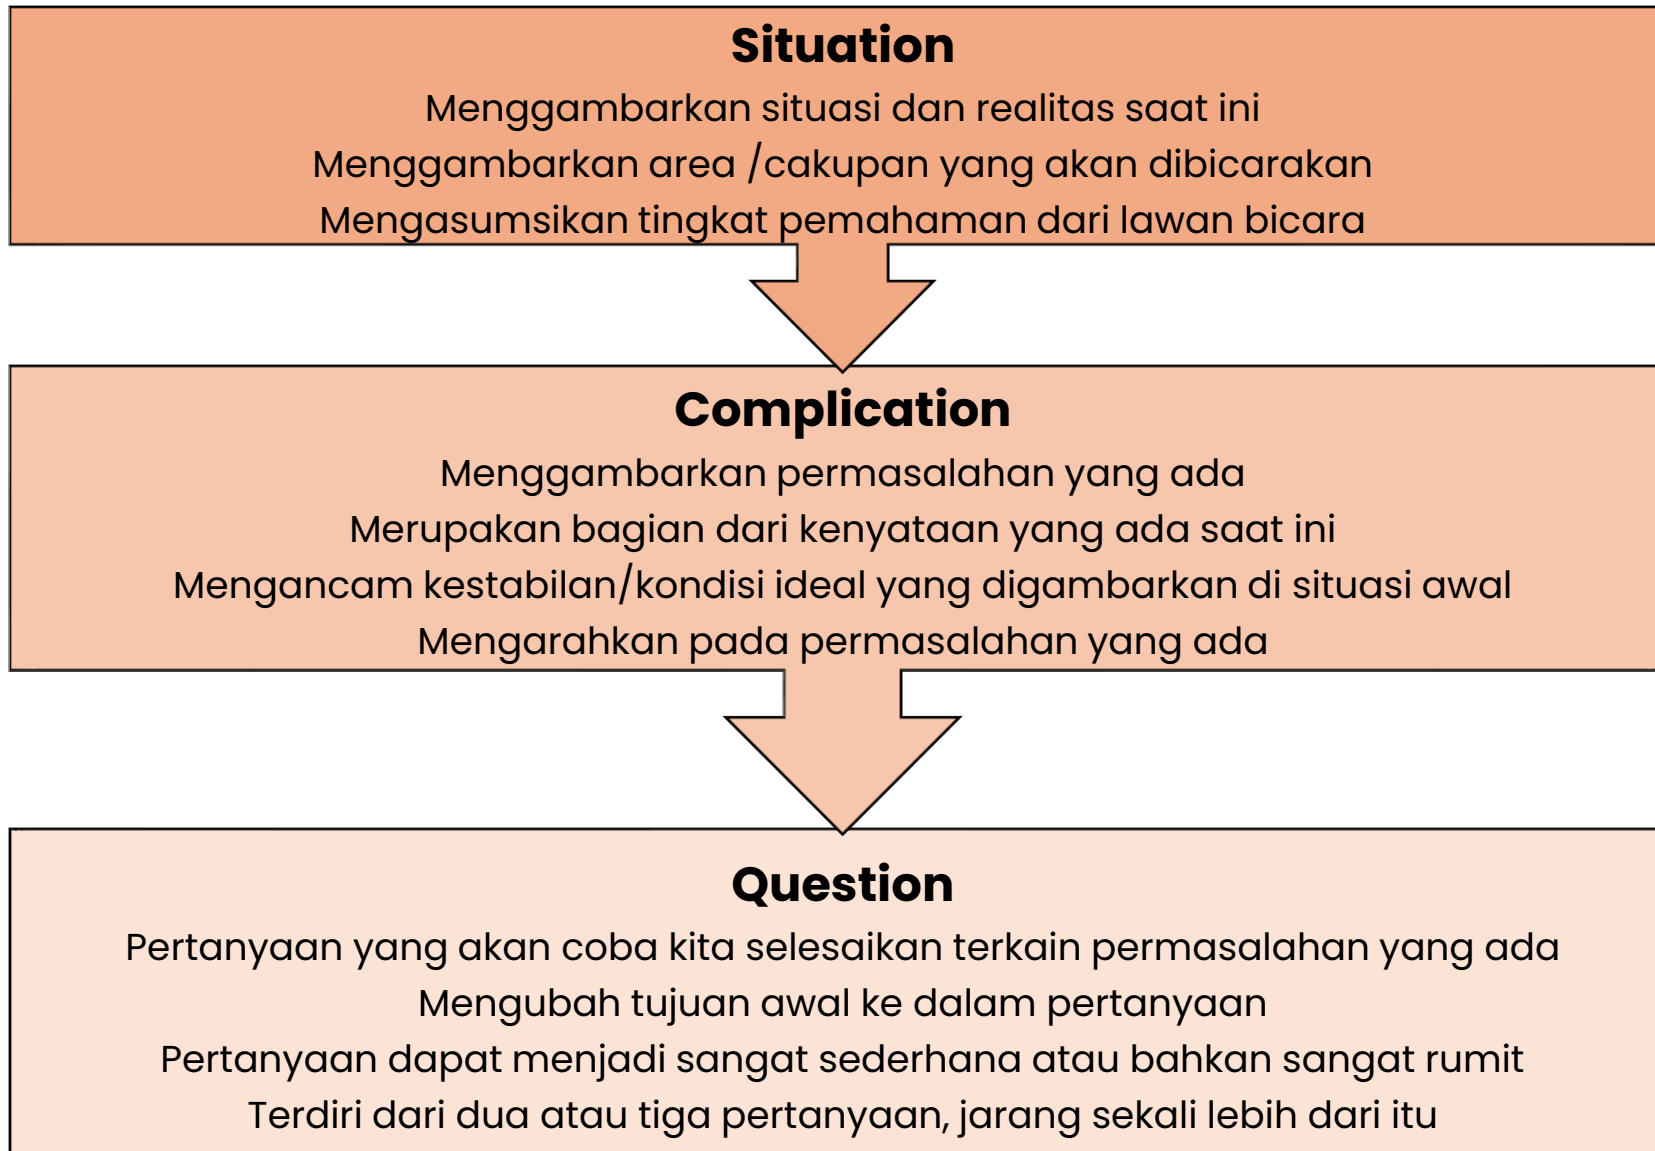 Situation
Menggambarkan situasi dan realitas saat ini
Menggambarkan area /cakupan yang akan dibicarakan
Mengasumsikan tingkat pemahaman dari lawan bicara
Complication
Menggambarkan permasalahan yang ada
Merupakan bagian dari kenyataan yang ada saat ini
Mengancam kestabilan/kondisi ideal yang digambarkan di situasi awal
Mengarahkan pada permasalahan yang ada
Question
Pertanyaan yang akan coba kita selesaikan terkain permasalahan yang ada
Mengubah tujuan awal ke dalam pertanyaan
Pertanyaan dapat menjadi sangat sederhana atau bahkan sangat rumit
Terdiri dari dua atau tiga pertanyaan, jarang sekali lebih dari itu